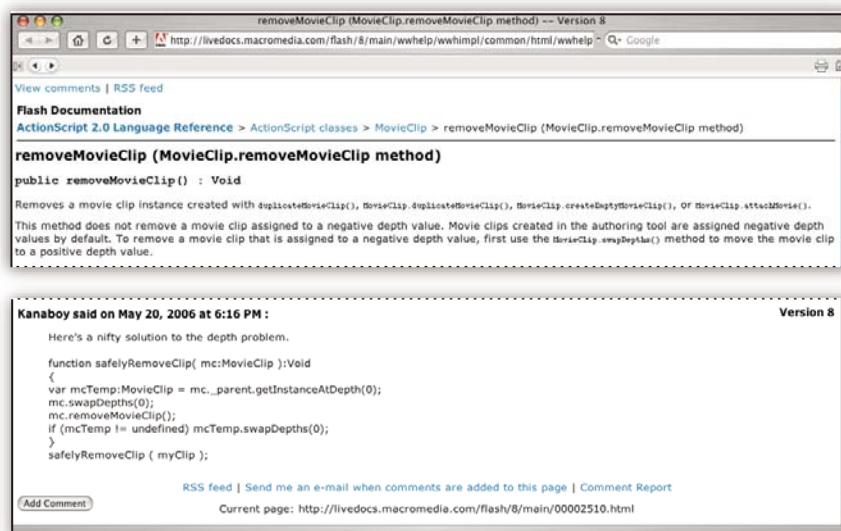 removeMovieClip (MovieClip.removeMovieClip method) -- Version 8
http://livedocs.macromedia.com/flash/8/main/wwhelp/wwhimpl/common/html/wwhelp
Google
View comments | RSS feed
Flash Documentation
ActionScript 2.0 Language Reference > ActionScript classes > MovieClip > removeMovieClip (MovieClip.removeMovieClip method)
removeMovieClip (MovieClip.removeMovieClip method)
public removeMovieClip() : Void
Removes a movie clip instance created with duplicateMovieClip(), MovieClip.duplicateMovieClip(), MovieClip.createEmptyMovieClip(), or MovieClip.attachMovie().
This method does not remove a movie clip assigned to a negative depth value. Movie clips created in the authoring tool are assigned negative depth
values by default. To remove a movie clip that is assigned to a negative depth value, first use the MovieClip.swapDepths() method to move the movie clip
to a positive depth value.
Kanaboy said on May 20, 2006 at 6:16 PM :
Version 8
Here's a nifty solution to the depth problem.
function safelyRemoveClip( mc:MovieClip ):Void
{
var mcTemp:MovieClip = mc._parent.getInstanceAtDepth(0);
mc.swapDepths(0);
mc.removeMovieClip();
if (mcTemp != undefined) mcTemp.swapDepths(0);
}
safelyRemoveClip ( myClip );
RSS feed | Send me an e-mail when comments are added to this page | Comment Report
Add Comment
Current page: http://livedocs.macromedia.com/flash/8/main/00002510.html